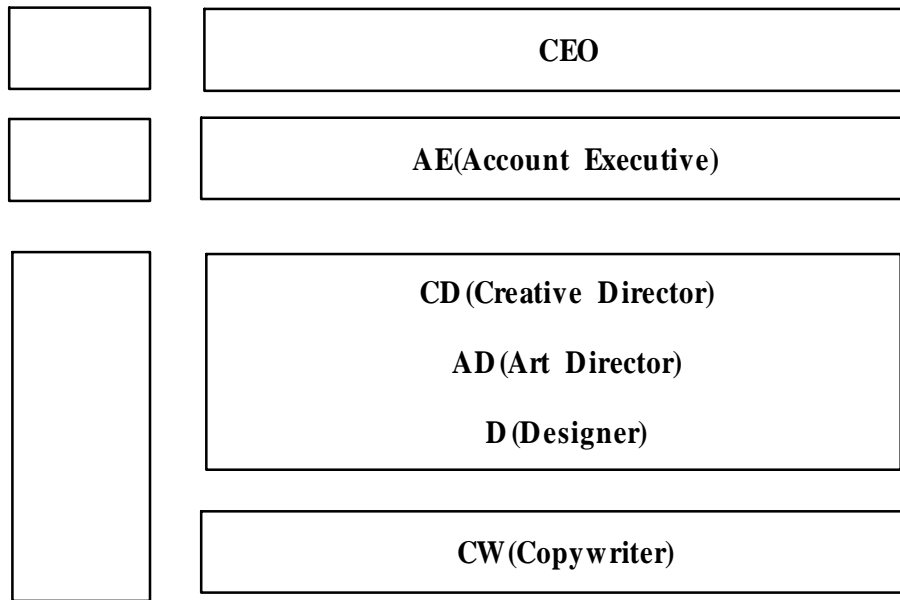 CEO
AE(Account Executive)
CD(Creative Director)
AD(Art Director)
D(Designer)
CW(Copywriter)